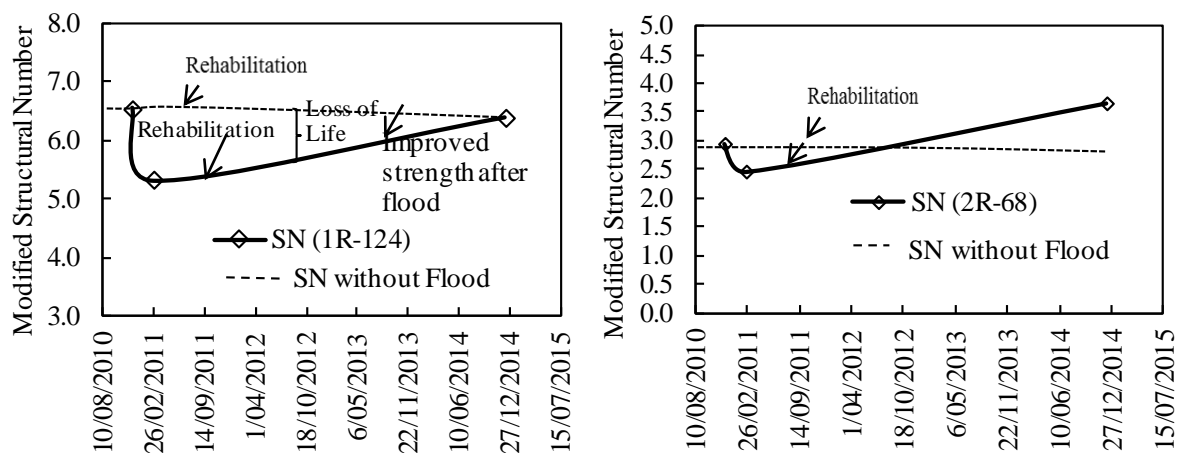 Modified Structural Number
8.0
7.0
6.0
5.0
4.0
3.0
Rehabilitation
Rehabilitation
Loss of
Life
Improved
strength after
flood
SN (1R-124)
SN without Flood
10/08/2010
26/02/2011
14/09/2011
1/04/2012
18/10/2012
6/05/2013
22/11/2013
10/06/2014
27/12/2014
15/07/2015
Modified Structural Number
5.0
4.5
4.0
3.5
3.0
2.5
2.0
1.5
1.0
0.5
0.0
Rehabilitation
SN (2R-68)
SN without Flood
10/08/2010
26/02/2011
14/09/2011
1/04/2012
18/10/2012
6/05/2013
22/11/2013
10/06/2014
27/12/2014
15/07/2015